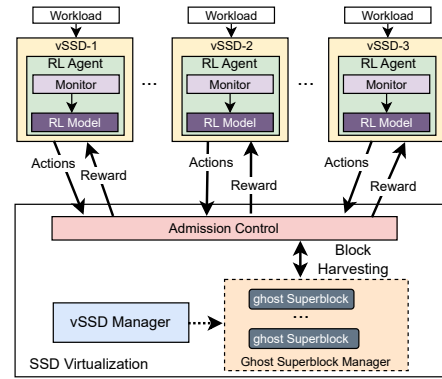 Workload
Workload
Workload
vSSD-1
vSSD-2
vSSD-3
RL Agent
RL Agent
RL Agent
Monitor
Monitor
Monitor
...
...
RL Model
RL Model
RL Model
Actions
Reward
Actions
Reward
Actions
Reward
Admission Control
Block
Harvesting
ghost Superblock
...
vSSD Manager
ghost Superblock
SSD Virtualization
Ghost Superblock Manager